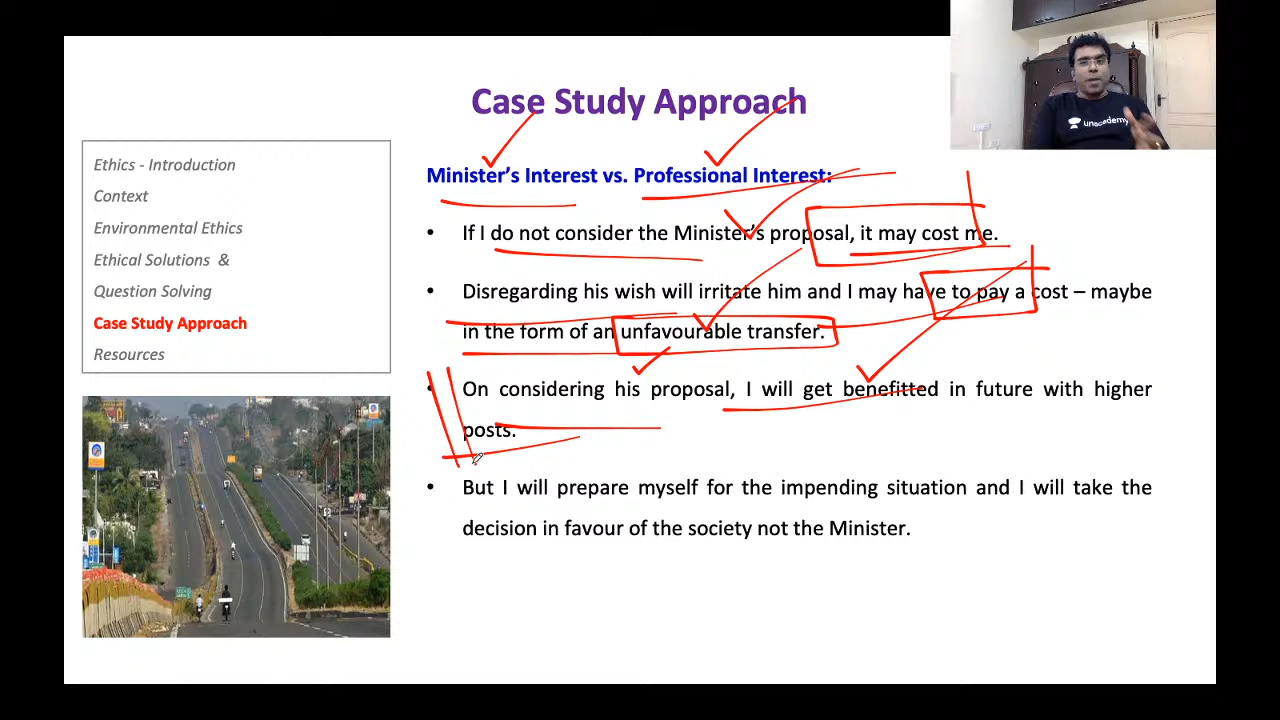 Case Study Approach
Ethics - Introduction
Context
Environmental Ethics
Ethical Solutions &
Question Solving
Case Study Approach
Resources
Minister's Interest vs. Professional Interest:
• If I do not consider the Minister's proposal, it may cost me.
• Disregarding his wish will irritate him and I may have to pay a cost – maybe
in the form of an unfavourable transfer.
• On considering his proposal, I will get benefitted in future with higher
posts.
• But I will prepare myself for the impending situation and I will take the
decision in favour of the society not the Minister.
unacademy